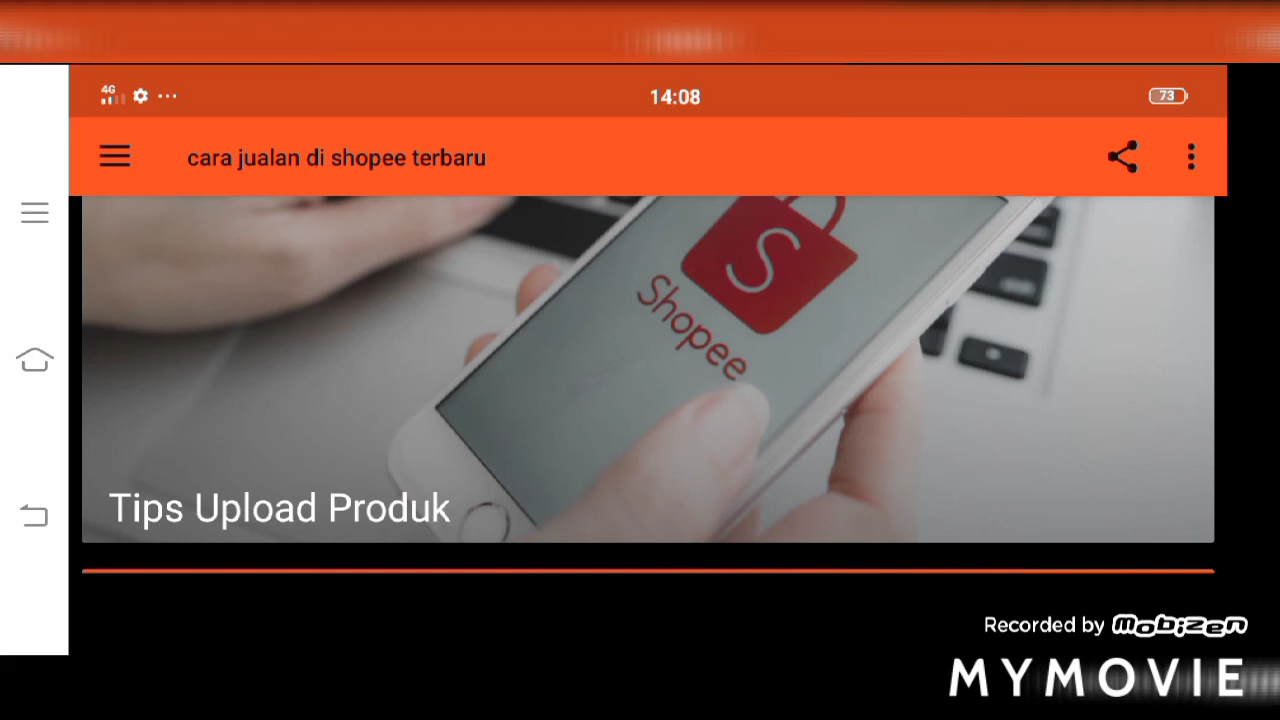 4G
14:08
73
cara jualan di shopee terbaru
S
Shopee
Tips Upload Produk
Recorded by mobizen
MYMOVIE